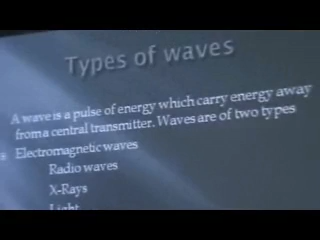 Types of waves
A wave is a pulse of energy which carry energy away
from a central transmitter. Waves are of two types
Electromagnetic waves
Radio waves
X-Rays
Light